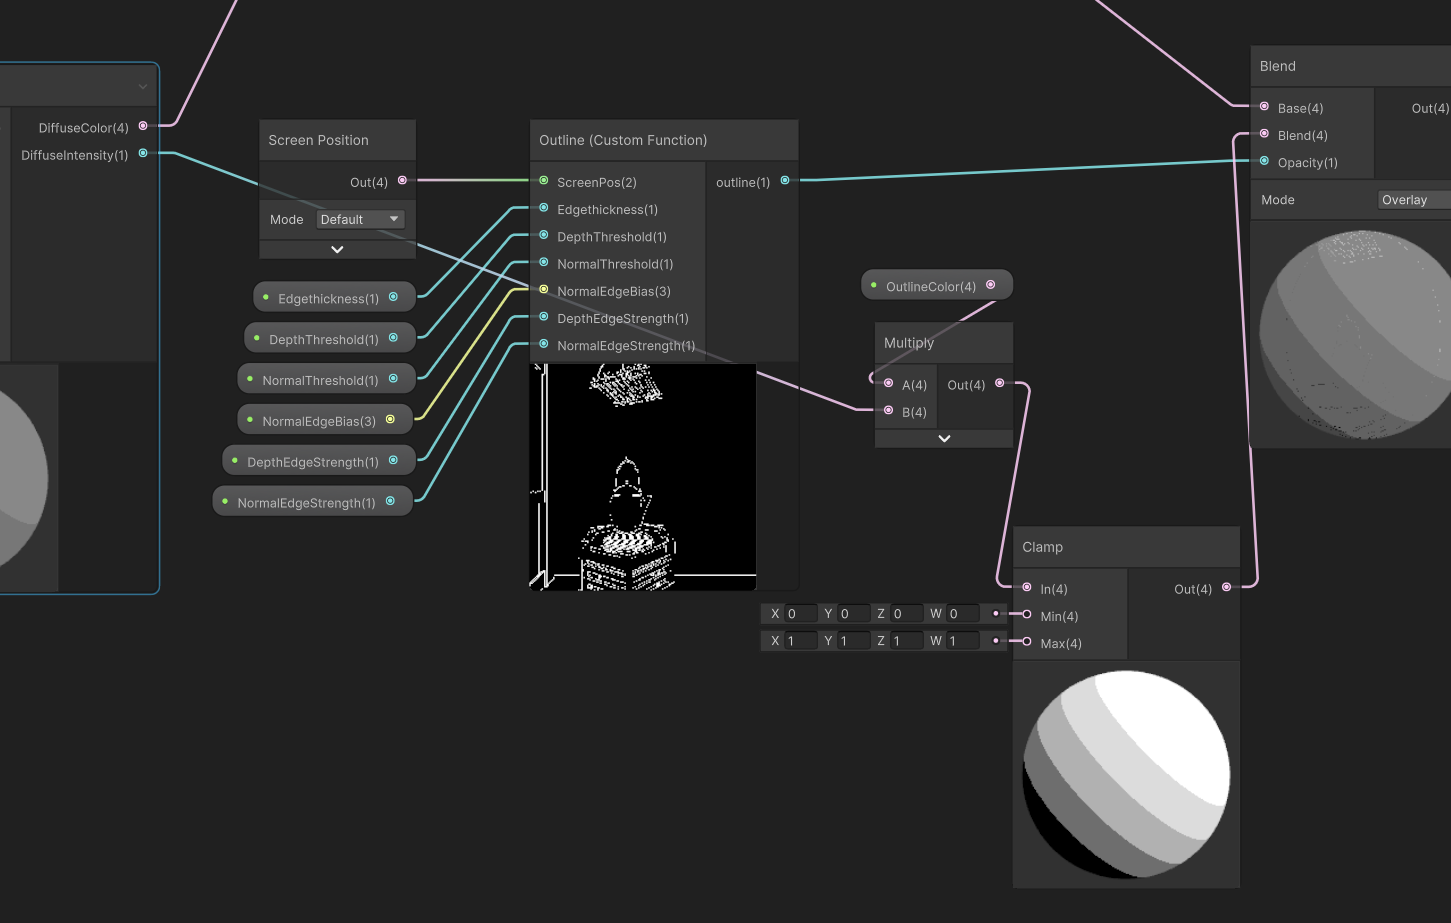 DiffuseColor(4)
DiffuseIntensity(1)
Screen Position
Out(4)
Mode Default
Edgethickness(1)
DepthThreshold(1)
NormalThreshold(1)
NormalEdgeBias(3)
DepthEdgeStrength(1)
NormalEdgeStrength(1)
Outline (Custom Function)
ScreenPos(2) outline(1)
Edgethickness(1)
DepthThreshold(1)
NormalThreshold(1)
NormalEdgeBias(3)
DepthEdgeStrength(1)
NormalEdgeStrength(1)
OutlineColor(4)
Multiply
A(4) Out(4)
B(4)
Clamp
In(4) Out(4)
X 0 Y 0 Z 0 W 0 Min(4)
X 1 Y 1 Z 1 W 1 Max(4)
Blend
Base(4) Out(4)
Blend(4)
Opacity(1)
Mode Overlay